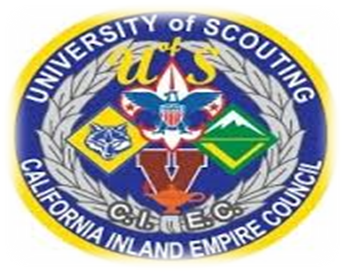 UNIVERSITY of SCOUTING
U of S
V
C.I. E.C.
CALIFORNIA INLAND EMPIRE COUNCIL